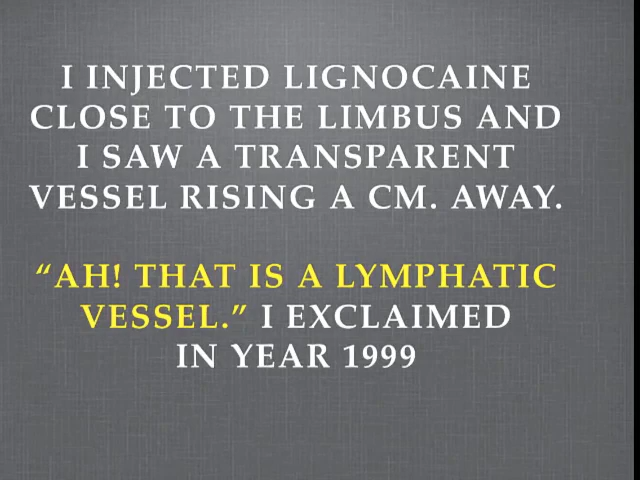 I INJECTED LIGNOCAINE
CLOSE TO THE LIMBUS AND
I SAW A TRANSPARENT
VESSEL RISING A CM. AWAY.
“AH! THAT IS A LYMPHATIC
VESSEL.” I EXCLAIMED
IN YEAR 1999